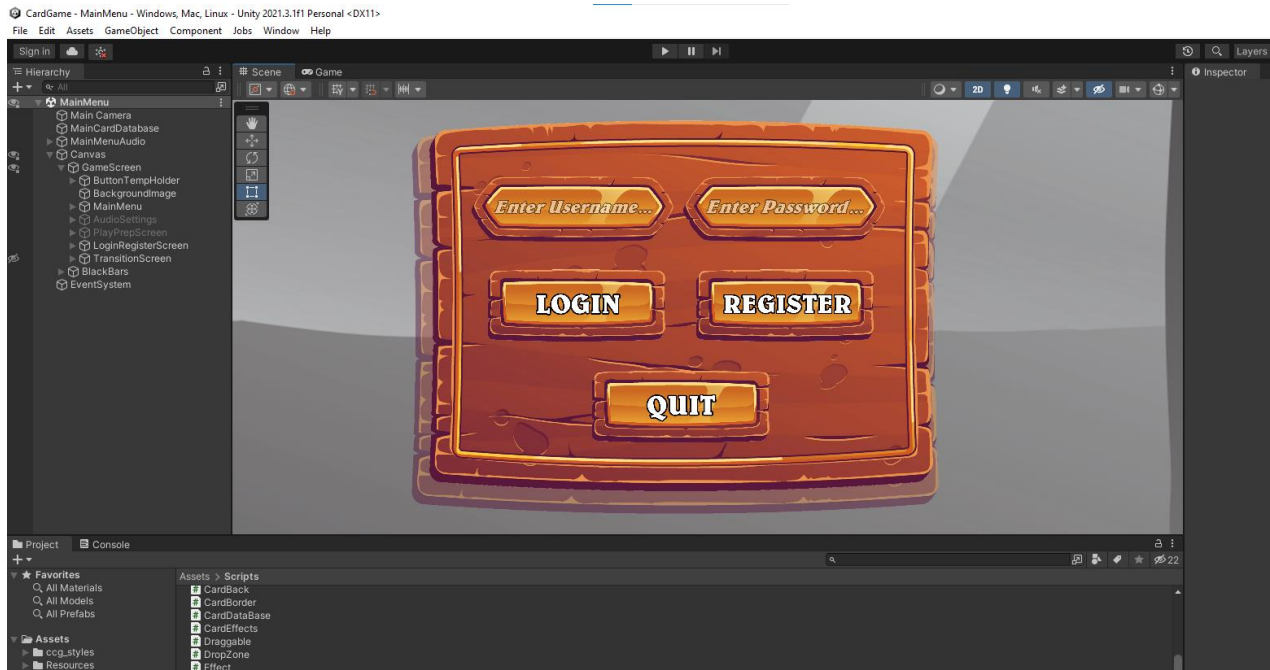 CardGame - MainMenu - Windows, Mac, Linux - Unity 2021.3.1f1 Personal <DX11>
File Edit Assets GameObject Component Jobs Window Help
Sign in
Layers
Hierarchy
Scene Game
Inspector
All
2D
MainMenu
Main Camera
MainCardDatabase
MainMenuAudio
Canvas
GameScreen
ButtonTempHolder
BackgroundImage
MainMenu
AudioSettings
PlayPrepScreen
LoginRegisterScreen
TransitionScreen
BlackBars
EventSystem
Enter Username... Enter Password...
LOGIN REGISTER
QUIT
Project Console
22
Favorites
All Materials
All Models
All Prefabs
Assets
ccg_styles
Resources
Assets > Scripts
CardBack
CardBorder
CardDataBase
CardEffects
Draggable
DropZone
Effect